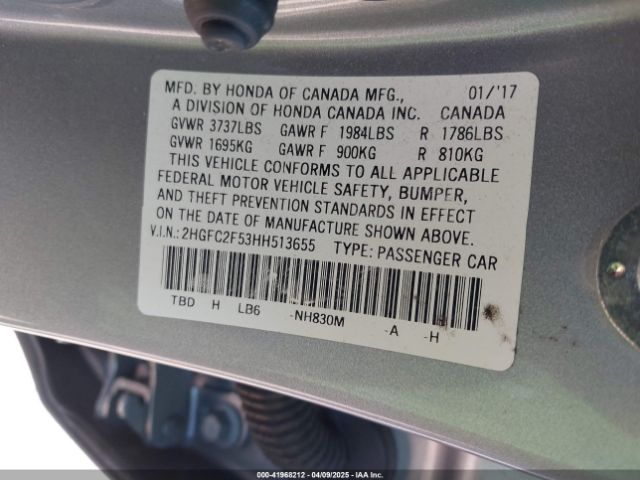 MFD. BY HONDA OF CANADA MFG., 01/'17
A DIVISION OF HONDA CANADA INC. CANADA
GVWR 3737LBS GAWR F 1984LBS R 1786LBS
GVWR 1695KG GAWR F 900KG R 810KG
THIS VEHICLE CONFORMS TO ALL APPLICABLE
FEDERAL MOTOR VEHICLE SAFETY, BUMPER,
AND THEFT PREVENTION STANDARDS IN EFFECT
ON THE DATE OF MANUFACTURE SHOWN ABOVE.
V.I.N.: 2HGFC2F53HH513655 TYPE: PASSENGER CAR
TBD H LB6 -NH830M -A -H
000-41968212 - 04/09/2025 - IAA Inc.